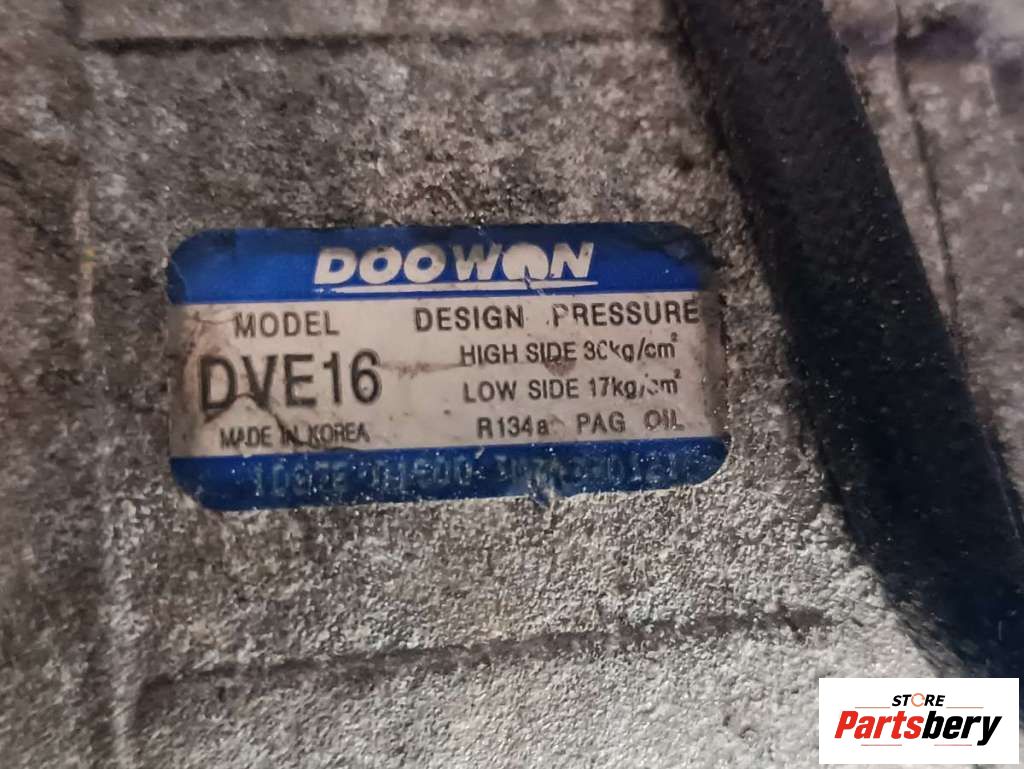 DOOWON
MODEL DESIGN PRESSURE
DVE16 HIGH SIDE 30kg/cm²
LOW SIDE 17kg/cm²
MADE IN KOREA R134a PAG OIL
STORE
Partsbery